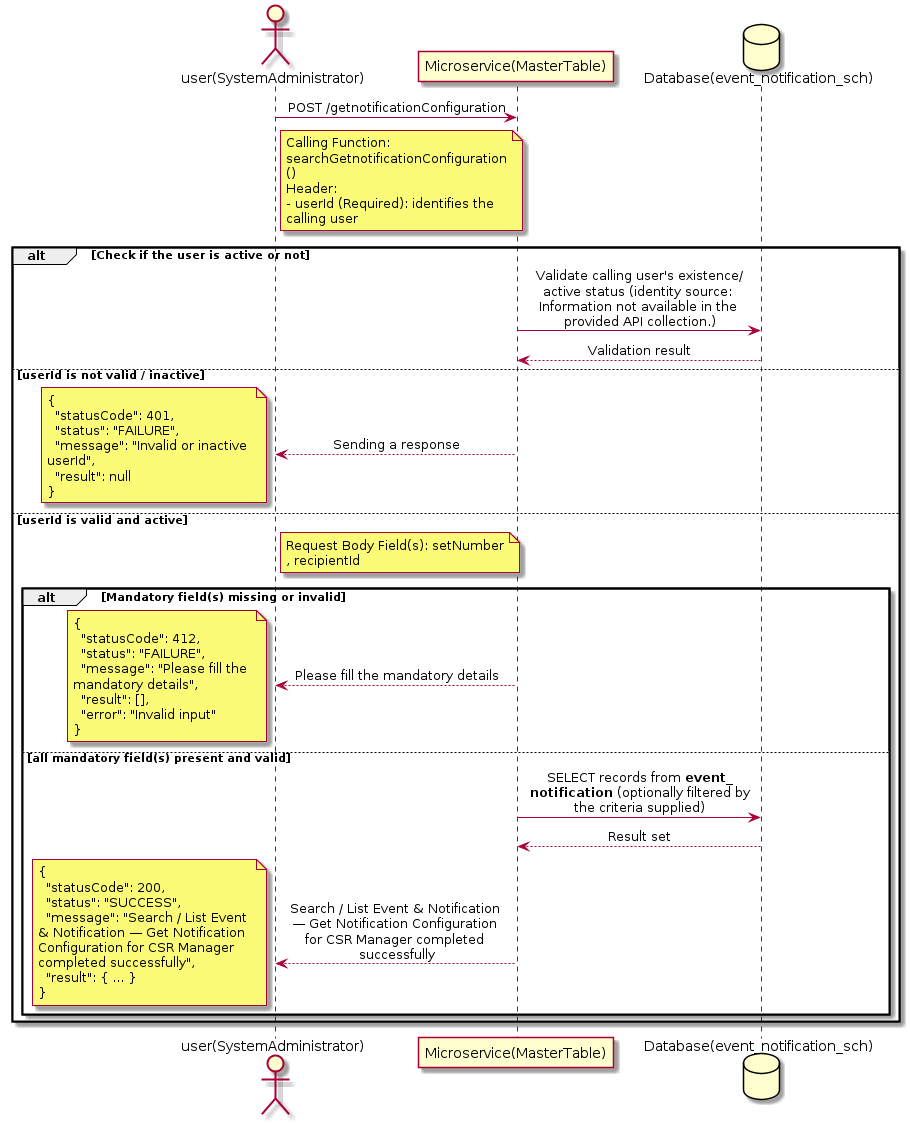 user(SystemAdministrator)
Microservice(MasterTable)
Database(event_notification_sch)
POST /getnotificationConfiguration
Calling Function:
searchGetnotificationConfiguration
()
Header:
- userId (Required): identifies the
calling user
alt
[Check if the user is active or not]
Validate calling user's existence/
active status (identity source:
Information not available in the
provided API collection.)
Validation result
[userId is not valid / inactive]
{
"statusCode": 401,
"status": "FAILURE",
"message": "Invalid or inactive
userId",
"result": null
}
Sending a response
[userId is valid and active]
Request Body Field(s): setNumber
, recipientId
alt
[Mandatory field(s) missing or invalid]
{
"statusCode": 412,
"status": "FAILURE",
"message": "Please fill the
mandatory details",
"result": [],
"error": "Invalid input"
}
Please fill the mandatory details
[all mandatory field(s) present and valid]
SELECT records from event_
notification (optionally filtered by
the criteria supplied)
Result set
{
"statusCode": 200,
"status": "SUCCESS",
"message": "Search / List Event
& Notification — Get Notification
Configuration for CSR Manager
completed successfully",
"result": { ... }
}
Search / List Event & Notification
— Get Notification Configuration
for CSR Manager completed
successfully
user(SystemAdministrator)
Microservice(MasterTable)
Database(event_notification_sch)